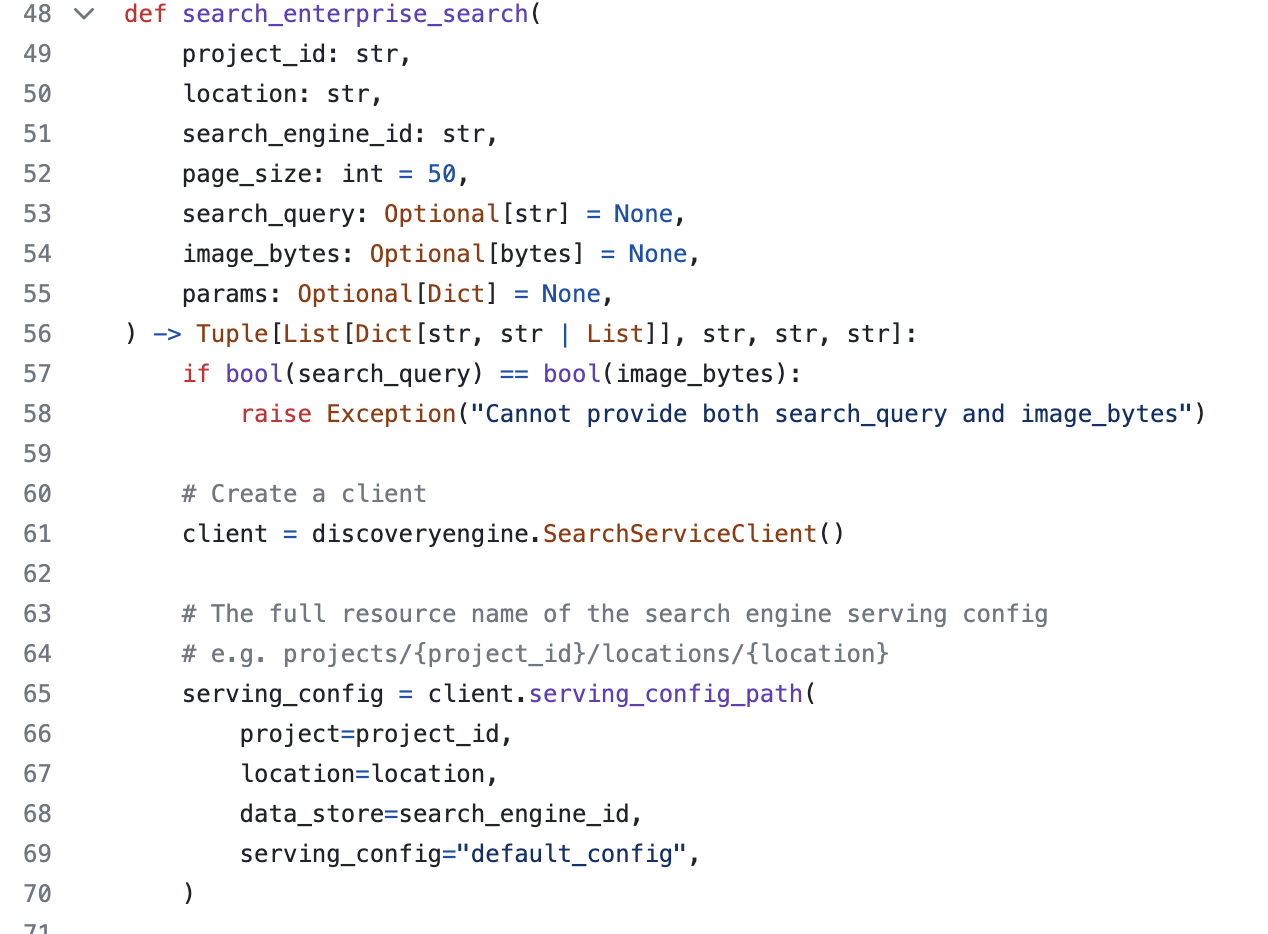 48 def search_enterprise_search(
49     project_id: str,
50     location: str,
51     search_engine_id: str,
52     page_size: int = 50,
53     search_query: Optional[str] = None,
54     image_bytes: Optional[bytes] = None,
55     params: Optional[Dict] = None,
56 ) -> Tuple[List[Dict[str, str | List]], str, str, str]:
57     if bool(search_query) == bool(image_bytes):
58         raise Exception("Cannot provide both search_query and image_bytes")
59
60     # Create a client
61     client = discoveryengine.SearchServiceClient()
62
63     # The full resource name of the search engine serving config
64     # e.g. projects/{project_id}/locations/{location}
65     serving_config = client.serving_config_path(
66         project=project_id,
67         location=location,
68         data_store=search_engine_id,
69         serving_config="default_config",
70     )
71